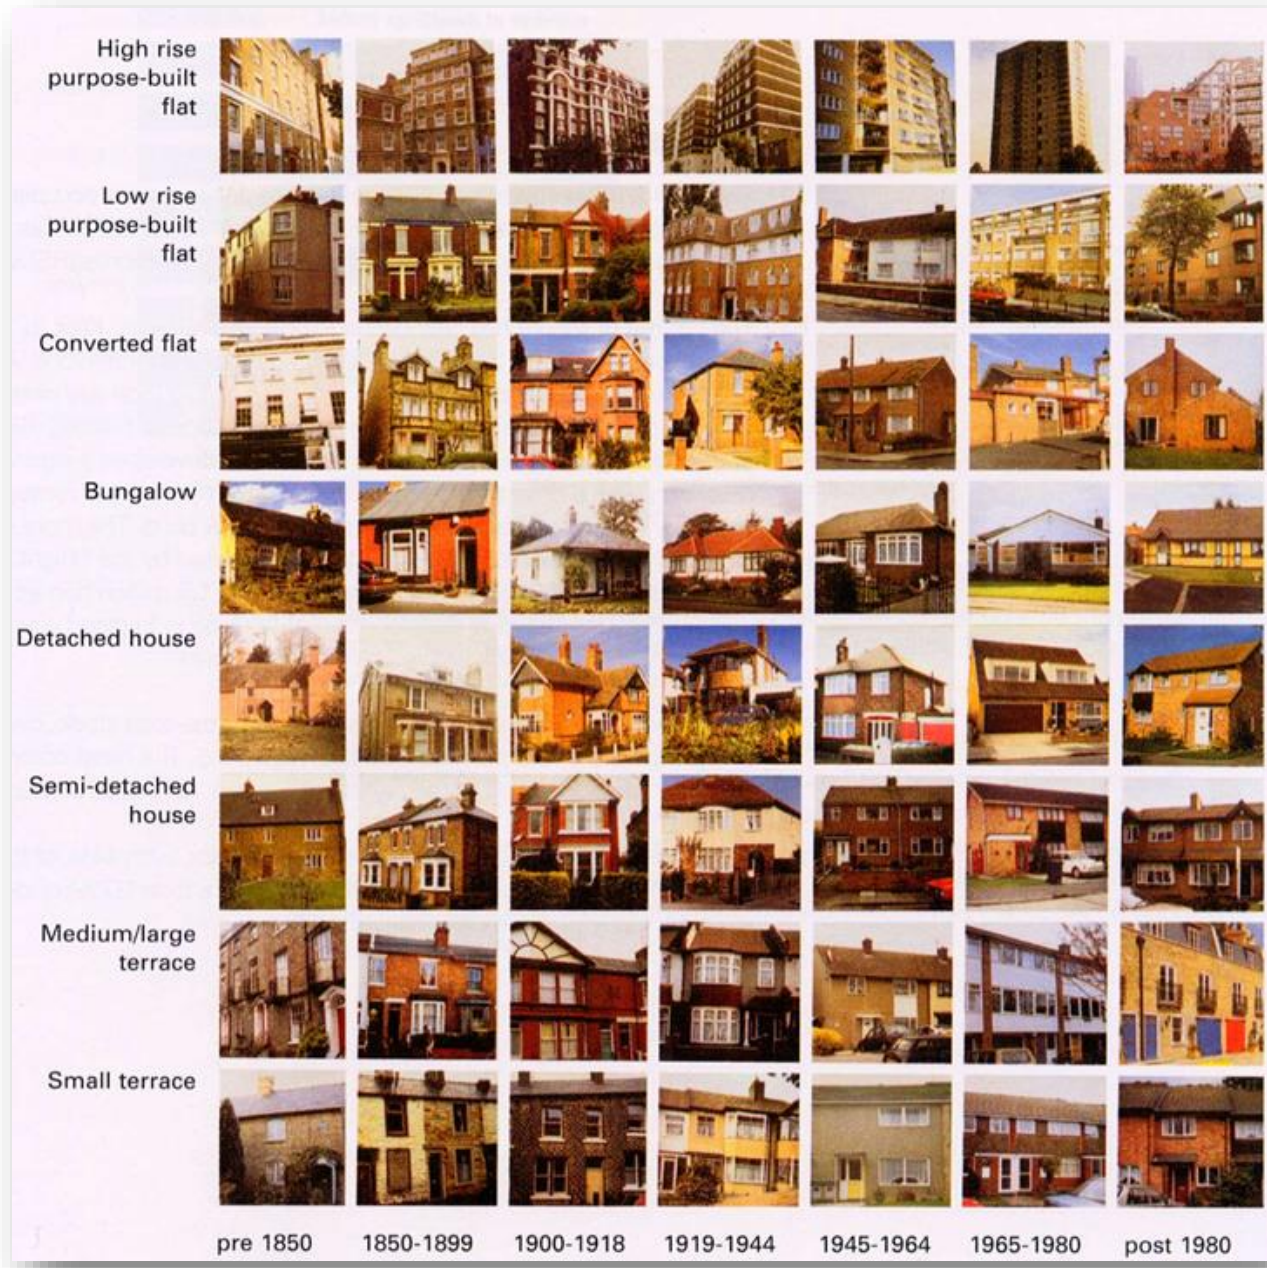 High rise
purpose-built
flat
Low rise
purpose-built
flat
Converted flat
Bungalow
Detached house
Semi-detached
house
Medium/large
terrace
Small terrace
pre 1850 1850-1899 1900-1918 1919-1944 1945-1964 1965-1980 post 1980